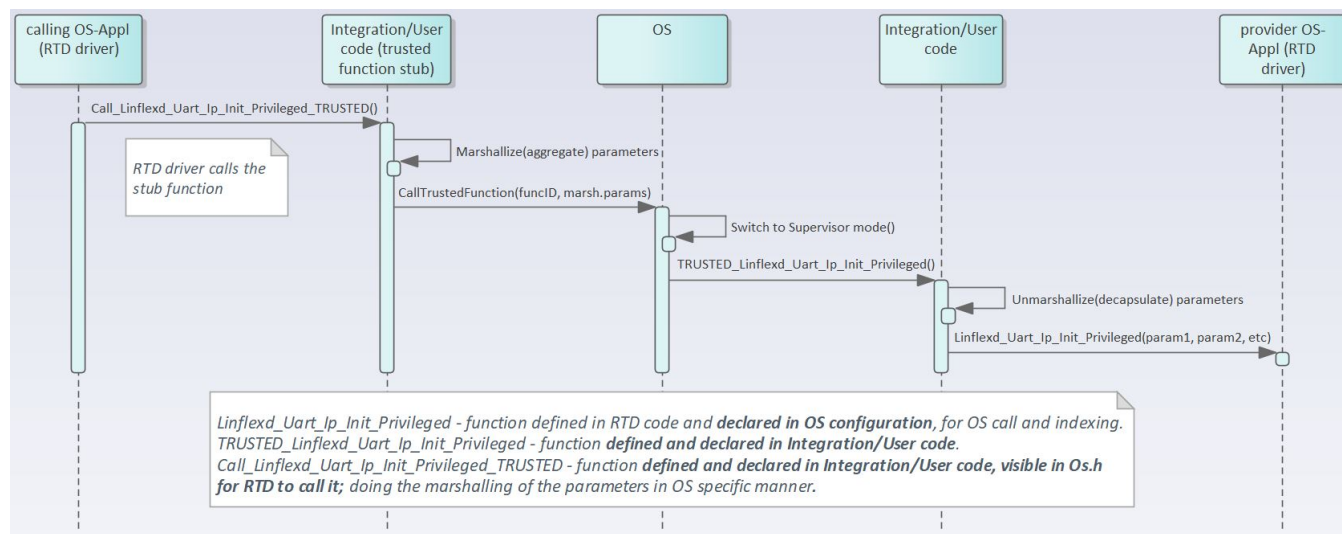 calling OS-Appl
(RTD driver)
Integration/User
code (trusted
function stub)
OS
Integration/User
code
provider OS-
Appl (RTD
driver)
Call_Linflexd_Uart_Ip_Init_Privileged_TRUSTED()
RTD driver calls the
stub function
Marshallize(aggregate) parameters
CallTrustedFunction(funcID, marsh.params)
Switch to Supervisor mode()
TRUSTED_Linflexd_Uart_Ip_Init_Privileged()
Unmarshallize(decapsulate) parameters
Linflexd_Uart_Ip_Init_Privileged(param1, param2, etc)
Linflexd_Uart_Ip_Init_Privileged - function defined in RTD code and declared in OS configuration, for OS call and indexing.
TRUSTED_Linflexd_Uart_Ip_Init_Privileged - function defined and declared in Integration/User code.
Call_Linflexd_Uart_Ip_Init_Privileged_TRUSTED - function defined and declared in Integration/User code, visible in Os.h
for RTD to call it; doing the marshalling of the parameters in OS specific manner.